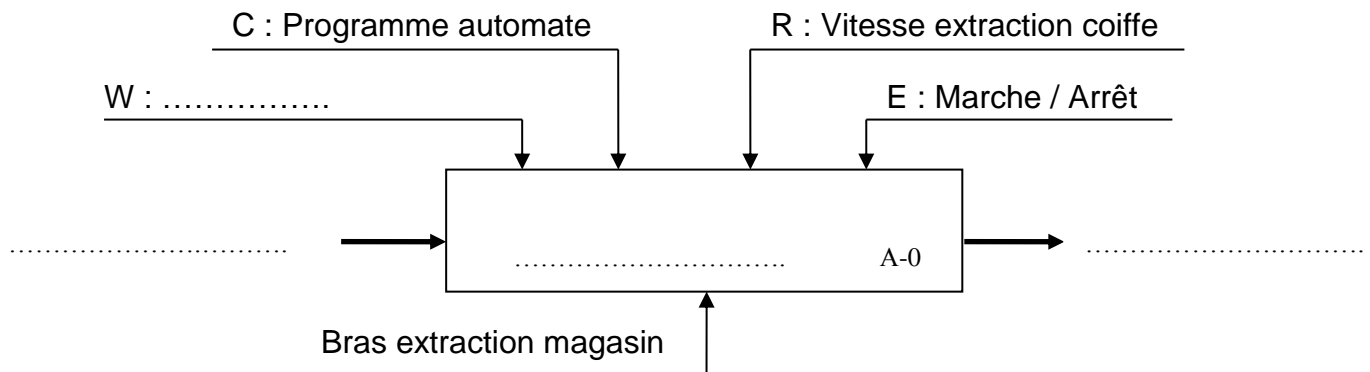 C : Programme automate
R : Vitesse extraction coiffe
W : …………….
E : Marche / Arrêt
…………………………..
………………………….
A-0
…………………………..
Bras extraction magasin